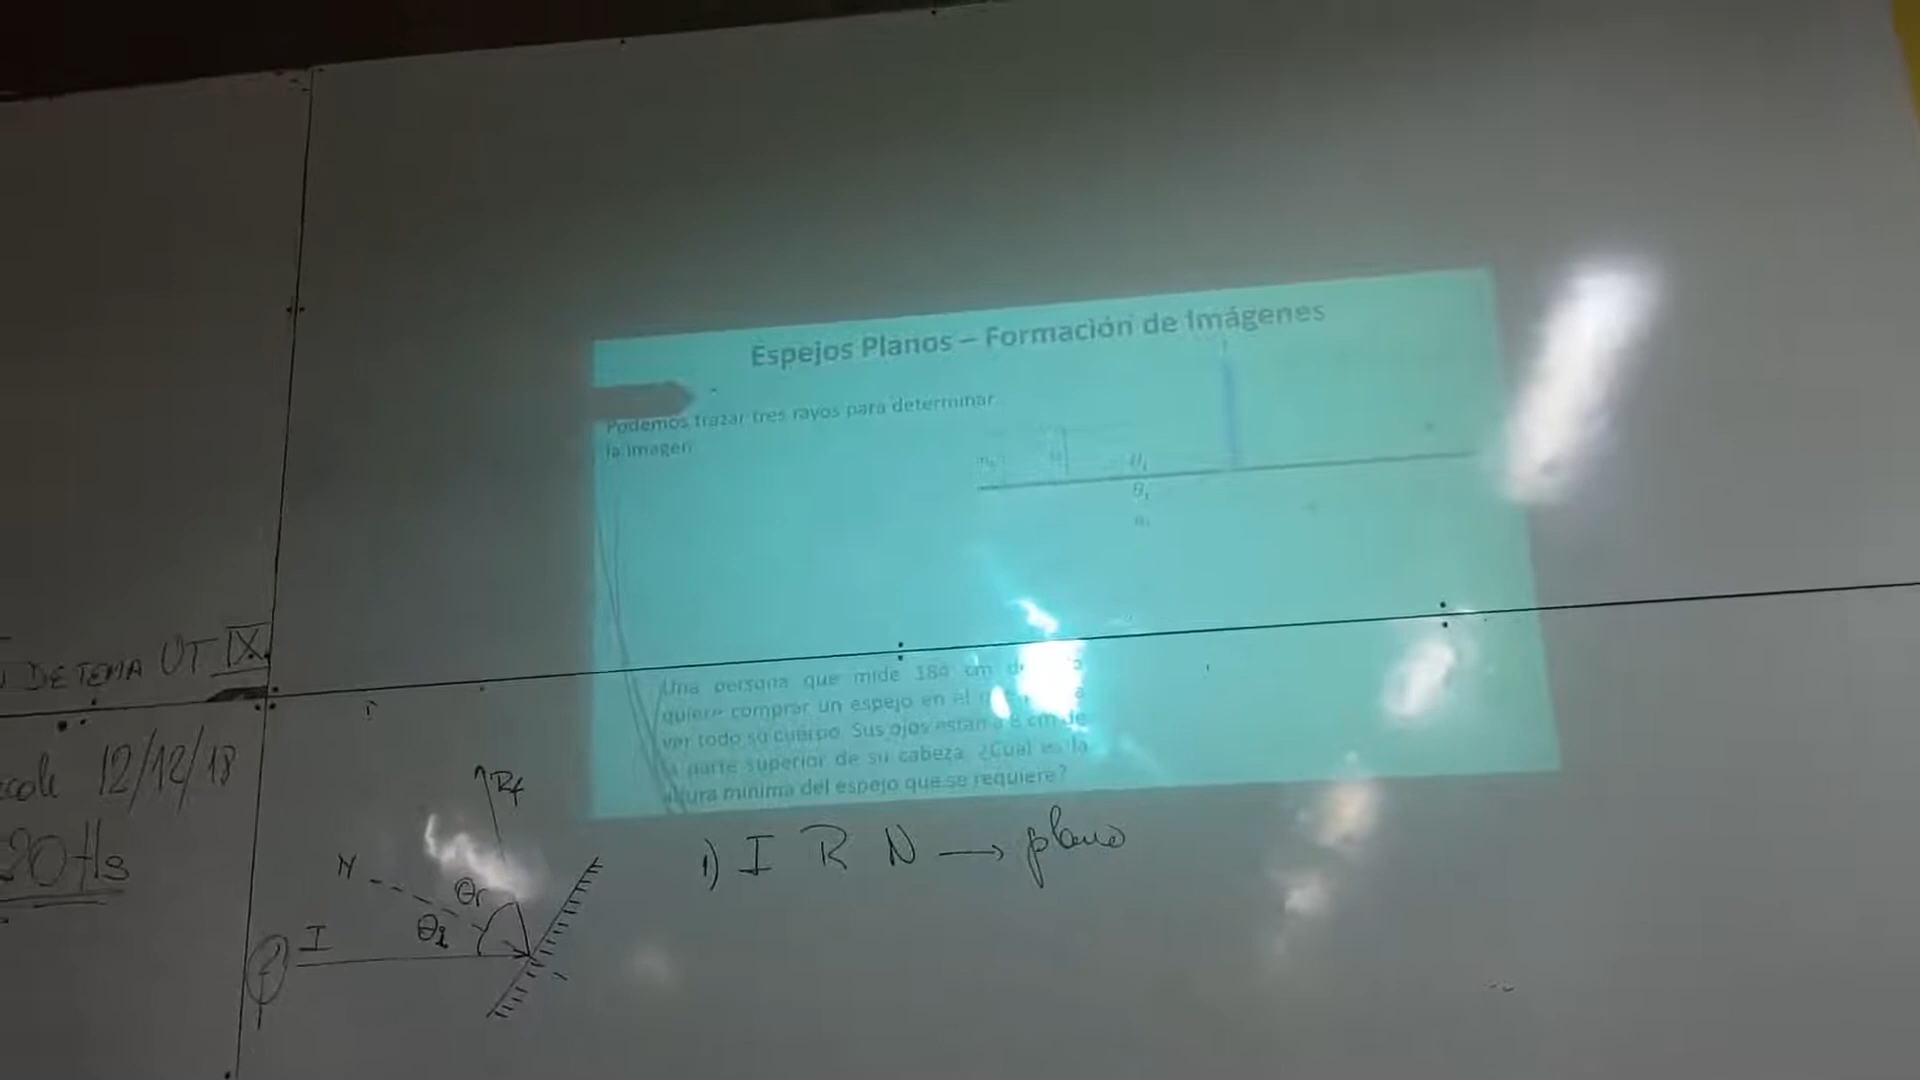 Espejos Planos – Formación de Imágenes
Podemos trazar tres rayos para determinar
la imagen
θi
θr
Una persona que mide 180 cm
quiere comprar un espejo en el
ver todo su cuerpo. Sus ojos están a 8 cm de
la parte superior de su cabeza. ¿Cuál es la
altura mínima del espejo que se requiere?
DE TEMA UT IX
12/12/18
20 Hs
Rf
N
θr
θi
I
1) I R N → plano